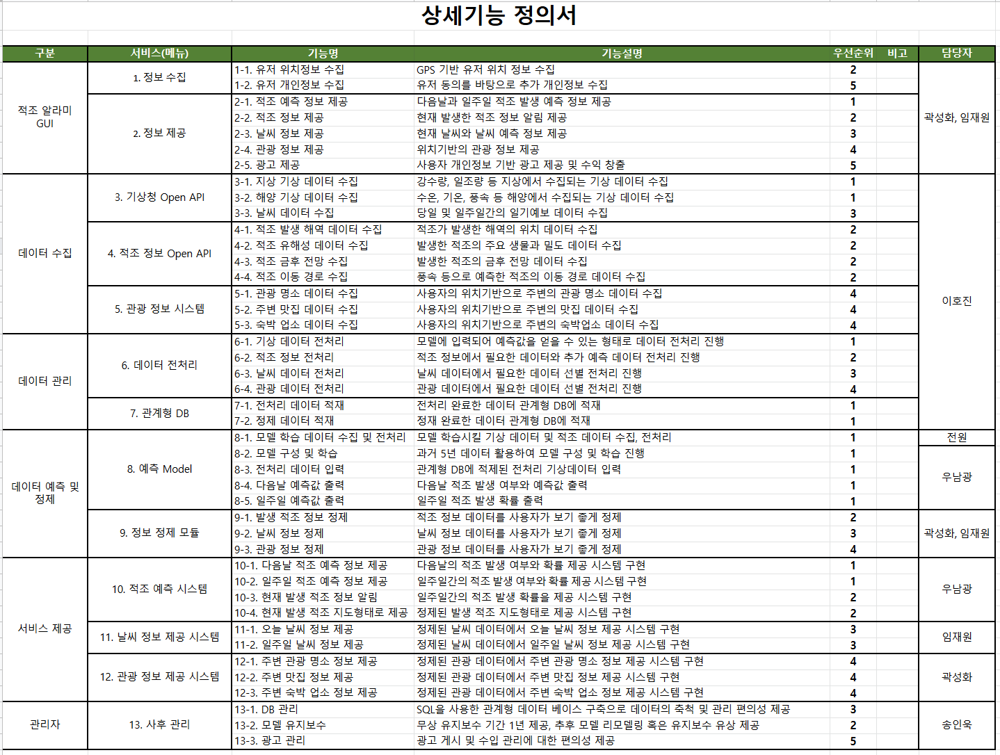 상세기능 정의서
구분 서비스(메뉴) 기능명 기능설명 우선순위 비고 담당자
적조 알라미 GUI
1. 정보 수집
1-1. 유저 위치정보 수집 GPS 기반 유저 위치 정보 수집 2
1-2. 유저 개인정보 수집 유저 동의를 바탕으로 추가 개인정보 수집 5
2. 정보 제공
2-1. 적조 예측 정보 제공 다음날과 일주일 적조 발생 예측 정보 제공 1
2-2. 적조 정보 제공 현재 발생한 적조 정보 알림 제공 2
2-3. 날씨 정보 제공 현재 날씨와 날씨 예측 정보 제공 3
2-4. 관광 정보 제공 위치기반의 관광 정보 제공 4
2-5. 광고 제공 사용자 개인정보 기반 광고 제공 및 수익 창출 5
곽성화, 임재원
데이터 수집
3. 기상청 Open API
3-1. 지상 기상 데이터 수집 강수량, 일조량 등 지상에서 수집되는 기상 데이터 수집 1
3-2. 해양 기상 데이터 수집 수온, 기온, 풍속 등 해양에서 수집되는 기상 데이터 수집 1
3-3. 날씨 데이터 수집 당일 및 일주일간의 일기예보 데이터 수집 3
4. 적조 정보 Open API
4-1. 적조 발생 해역 데이터 수집 적조가 발생한 해역의 위치 데이터 수집 2
4-2. 적조 유해성 데이터 수집 발생한 적조의 주요 생물과 밀도 데이터 수집 2
4-3. 적조 금후 전망 수집 발생한 적조의 금후 전망 데이터 수집 2
4-4. 적조 이동 경로 수집 풍속 등으로 예측한 적조의 이동 경로 데이터 수집 2
5. 관광 정보 시스템
5-1. 관광 명소 데이터 수집 사용자의 위치기반으로 주변의 관광 명소 데이터 수집 4
5-2. 주변 맛집 데이터 수집 사용자의 위치기반으로 주변의 맛집 데이터 수집 4
5-3. 숙박 업소 데이터 수집 사용자의 위치기반으로 주변의 숙박업소 데이터 수집 4
이호진
데이터 관리
6. 데이터 전처리
6-1. 기상 데이터 전처리 모델에 입력되어 예측값을 얻을 수 있는 형태로 데이터 전처리 진행 1
6-2. 적조 정보 전처리 적조 정보에서 필요한 데이터와 추가 예측 데이터 전처리 진행 2
6-3. 날씨 데이터 전처리 날씨 데이터에서 필요한 데이터 선별 전처리 진행 3
6-4. 관광 데이터 전처리 관광 데이터에서 필요한 데이터 선별 전처리 진행 4
7. 관계형 DB
7-1. 전처리 데이터 적재 전처리 완료한 데이터 관계형 DB에 적재 1
7-2. 정제 데이터 적재 정재 완료한 데이터 관계형 DB에 적재 1
데이터 예측 및 정제
8. 예측 Model
8-1. 모델 학습 데이터 수집 및 전처리 모델 학습시킬 기상 데이터 및 적조 데이터 수집, 전처리 1 전원
8-2. 모델 구성 및 학습 과거 5년 데이터 활용하여 모델 구성 및 학습 진행 1
8-3. 전처리 데이터 입력 관계형 DB에 적제된 전처리 기상데이터 입력 1
8-4. 다음날 예측값 출력 다음날 적조 발생 여부와 예측값 출력 1
8-5. 일주일 예측값 출력 일주일 적조 발생 확률 출력 1
우남광
9. 정보 정제 모듈
9-1. 발생 적조 정보 정제 적조 정보 데이터를 사용자가 보기 좋게 정제 2
9-2. 날씨 정보 정제 날씨 정보 데이터를 사용자가 보기 좋게 정제 3
9-3. 관광 정보 정제 관광 정보 데이터를 사용자가 보기 좋게 정제 4
곽성화, 임재원
서비스 제공
10. 적조 예측 시스템
10-1. 다음날 적조 예측 정보 제공 다음날의 적조 발생 여부와 확률 제공 시스템 구현 1
10-2. 일주일 적조 예측 정보 제공 일주일간의 적조 발생 여부와 확률 제공 시스템 구현 1
10-3. 현재 발생 적조 정보 알림 일주일간의 적조 발생 확률을 제공 시스템 구현 2
10-4. 현재 발생 적조 지도형태로 제공 정제된 발생 적조 지도형태로 제공 시스템 구현 2
우남광
11. 날씨 정보 제공 시스템
11-1. 오늘 날씨 정보 제공 정제된 날씨 데이터에서 오늘 날씨 정보 제공 시스템 구현 3
11-2. 일주일 날씨 정보 제공 정제된 날씨 데이터에서 일주일 날씨 정보 제공 시스템 구현 3
임재원
12. 관광 정보 제공 시스템
12-1. 주변 관광 명소 정보 제공 정제된 관광 데이터에서 주변 관광 명소 정보 제공 시스템 구현 4
12-2. 주변 맛집 정보 제공 정제된 관광 데이터에서 주변 맛집 정보 제공 시스템 구현 4
12-3. 주변 숙박 업소 정보 제공 정제된 관광 데이터에서 주변 숙박 업소 정보 제공 시스템 구현 4
곽성화
관리자
13. 사후 관리
13-1. DB 관리 SQL을 사용한 관계형 데이터 베이스 구축으로 데이터의 축척 및 관리 편의성 제공 3
13-2. 모델 유지보수 무상 유지보수 기간 1년 제공, 추후 모델 리모델링 혹은 유지보수 유상 제공 2
13-3. 광고 관리 광고 게시 및 수입 관리에 대한 편의성 제공 5
송인욱